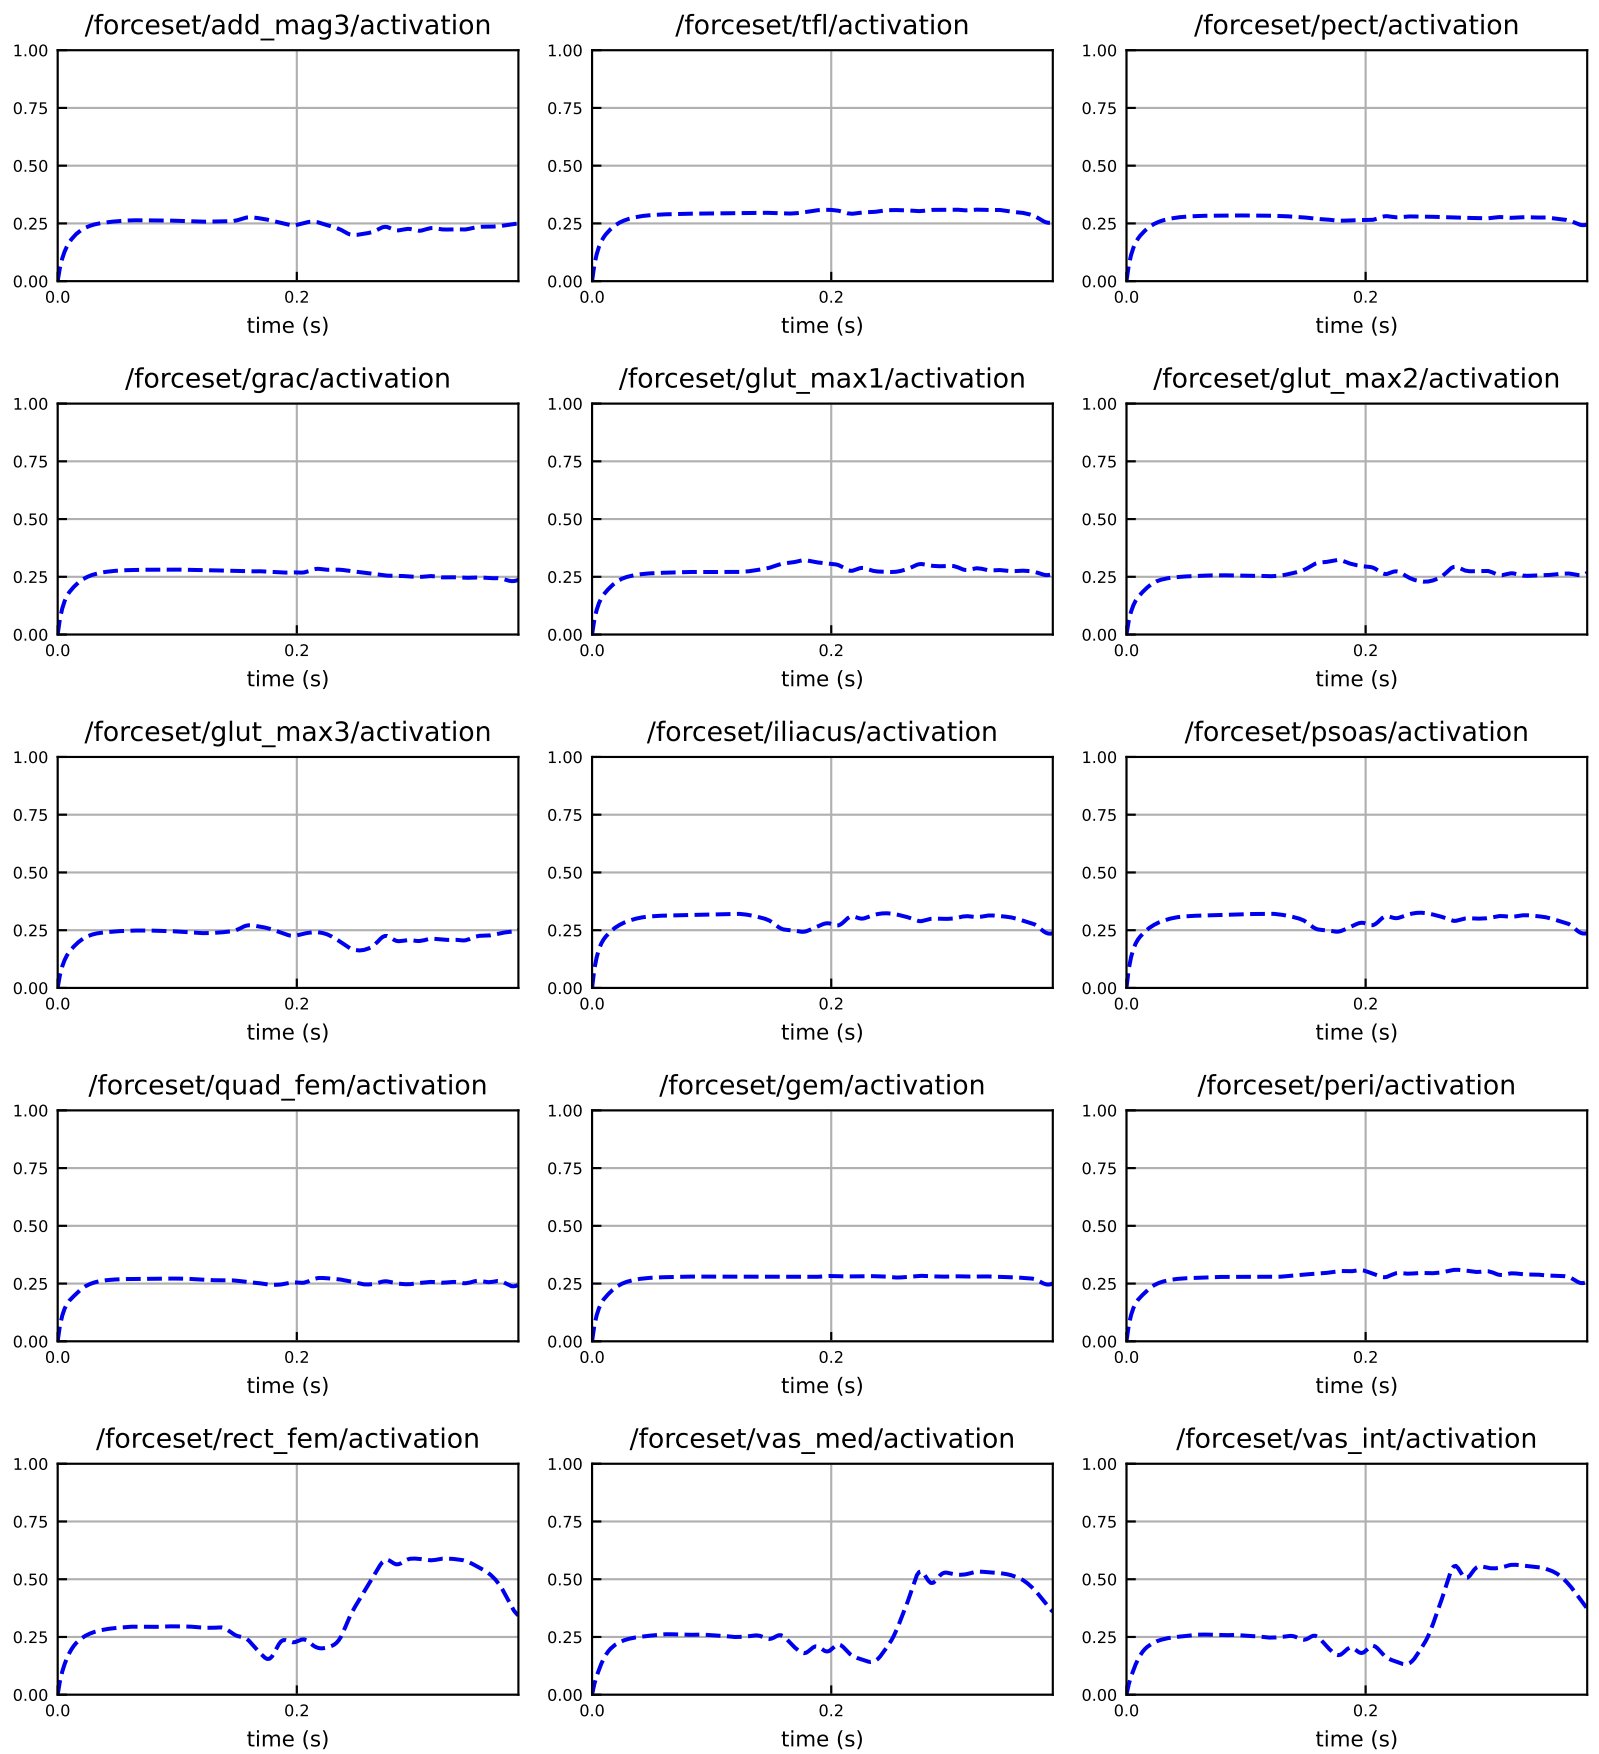 /forceset/add_mag3/activation /forceset/tfl/activation /forceset/pect/activation
1.00 1.00 1.00
0.75 0.75 0.75
0.50 0.50 0.50
0.25 0.25 0.25
0.00 0.00 0.00
0.0 0.2 0.0 0.2 0.0 0.2
time (s) time (s) time (s)
/forceset/grac/activation /forceset/glut_max1/activation /forceset/glut_max2/activation
1.00 1.00 1.00
0.75 0.75 0.75
0.50 0.50 0.50
0.25 0.25 0.25
0.00 0.00 0.00
0.0 0.2 0.0 0.2 0.0 0.2
time (s) time (s) time (s)
/forceset/glut_max3/activation /forceset/iliacus/activation /forceset/psoas/activation
1.00 1.00 1.00
0.75 0.75 0.75
0.50 0.50 0.50
0.25 0.25 0.25
0.00 0.00 0.00
0.0 0.2 0.0 0.2 0.0 0.2
time (s) time (s) time (s)
/forceset/quad_fem/activation /forceset/gem/activation /forceset/peri/activation
1.00 1.00 1.00
0.75 0.75 0.75
0.50 0.50 0.50
0.25 0.25 0.25
0.00 0.00 0.00
0.0 0.2 0.0 0.2 0.0 0.2
time (s) time (s) time (s)
/forceset/rect_fem/activation /forceset/vas_med/activation /forceset/vas_int/activation
1.00 1.00 1.00
0.75 0.75 0.75
0.50 0.50 0.50
0.25 0.25 0.25
0.00 0.00 0.00
0.0 0.2 0.0 0.2 0.0 0.2
time (s) time (s) time (s)